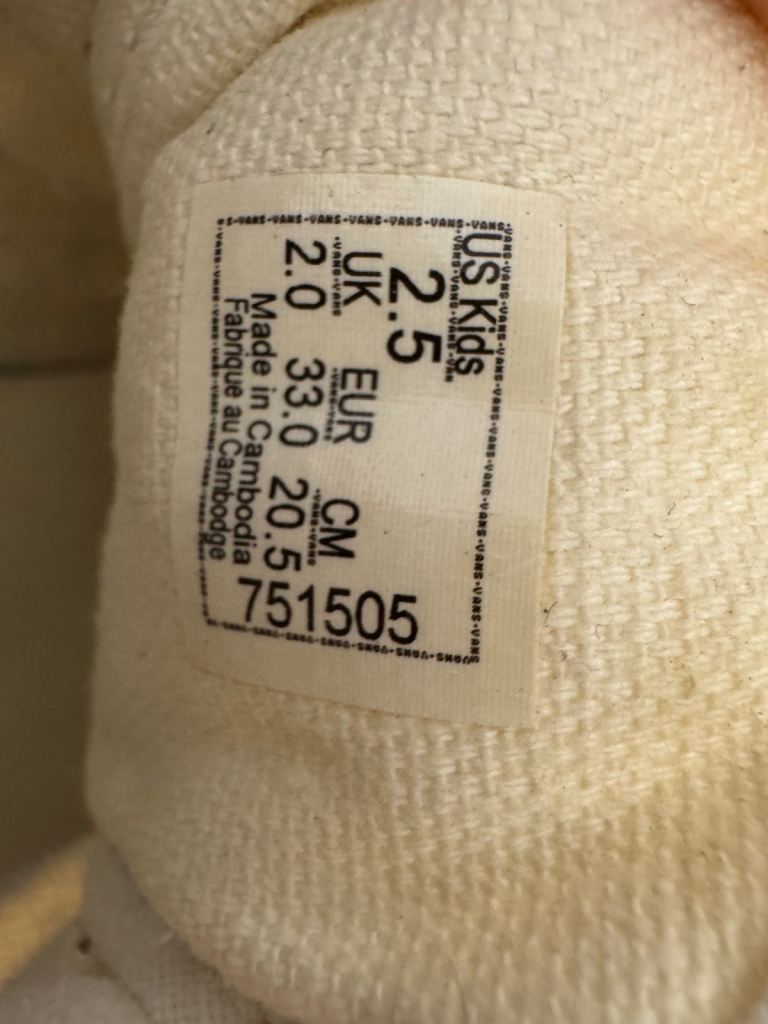 US Kids
2.5
UK EUR CM
2.0 33.0 20.5
Made in Cambodia
Fabriqué au Cambodge
751505